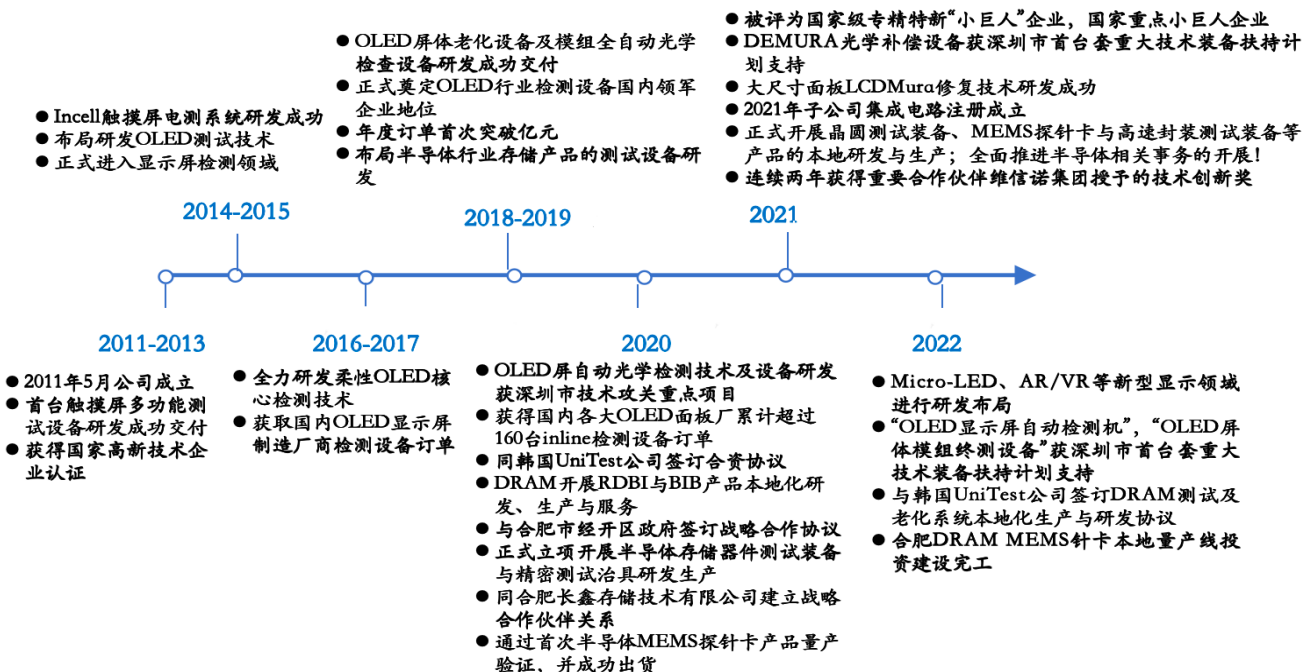 ● Incell触摸屏电测系统研发成功
● 布局研发OLED测试技术
● 正式进入显示屏检测领域
2014-2015
● OLED屏体老化设备及模组全自动光学
检查设备研发成功交付
● 正式奠定OLED行业检测设备国内领军
企业地位
● 年度订单首次突破亿元
● 布局半导体行业存储产品的测试设备研
发
2018-2019
● 被评为国家级专精特新“小巨人”企业，国家重点小巨人企业
● DEMURA光学补偿设备获深圳市首台套重大技术装备扶持计
划支持
● 大尺寸面板LCDMura修复技术研发成功
● 2021年子公司集成电路注册成立
● 正式开展晶圆测试装备、MEMS探针卡与高速封装测试装备等
产品的本地研发与生产；全面推进半导体相关事务的开展！
● 连续两年获得重要合作伙伴维信诺集团授予的技术创新奖
2021
2011-2013
● 2011年5月公司成立
● 首台触摸屏多功能测
试设备研发成功交付
● 获得国家高新技术企
业认证
2016-2017
● 全力研发柔性OLED核
心检测技术
● 获取国内OLED显示屏
制造厂商检测设备订单
2020
● OLED屏自动光学检测技术及设备研发
获深圳市技术攻关重点项目
● 获得国内各大OLED面板厂累计超过
160台inline检测设备订单
● 同韩国UniTest公司签订合资协议
● DRAM开展RDBI与BIB产品本地化研
发、生产与服务
● 与合肥市经开区政府签订战略合作协议
● 正式立项开展半导体存储器件测试装备
与精密测试治具研发生产
● 同合肥长鑫存储技术有限公司建立战略
合作伙伴关系
● 通过首次半导体MEMS探针卡产品量产
验证，并成功出货
2022
● Micro-LED、AR/VR等新型显示领域
进行研发布局
● “OLED显示屏自动检测机”，“OLED屏
体模组终测设备”获深圳市首台套重大
技术装备扶持计划支持
● 与韩国UniTest公司签订DRAM测试及
老化系统本地化生产与研发协议
● 合肥DRAM MEMS针卡本地量产线投
资建设完工